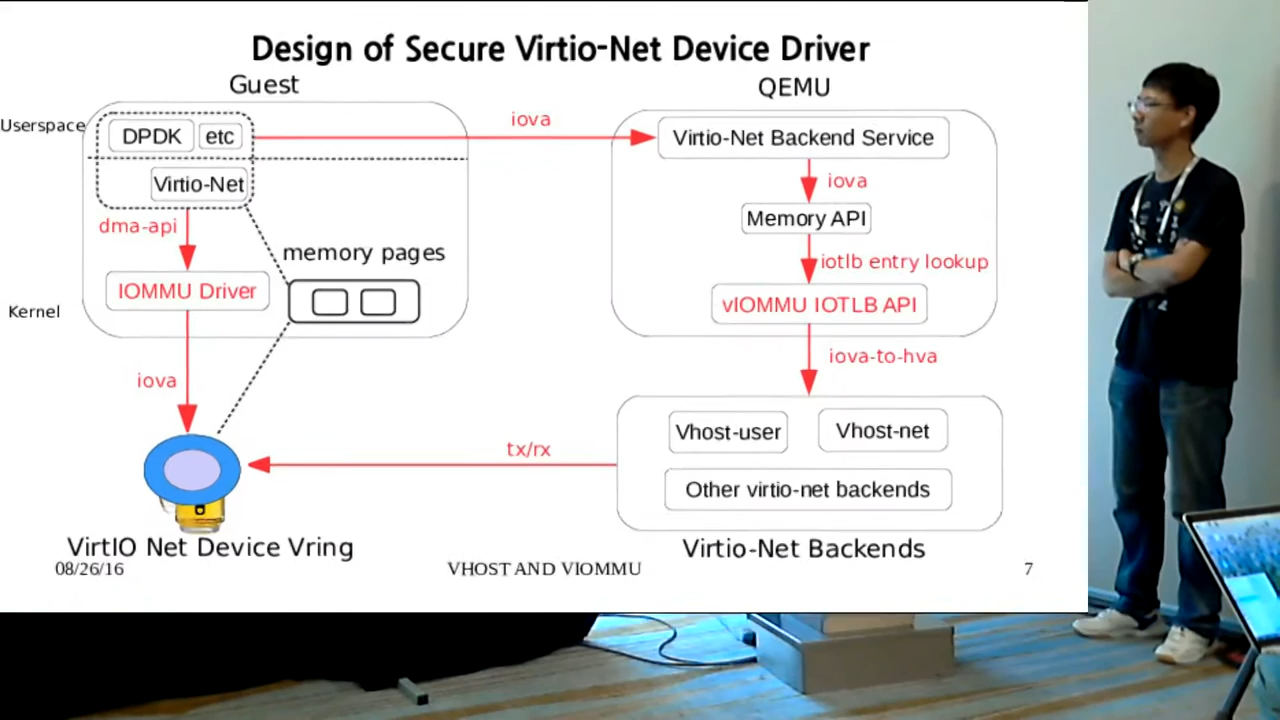 Design of Secure Virtio-Net Device Driver
Guest
QEMU
Userspace
DPDK
etc
iova
Virtio-Net Backend Service
Virtio-Net
iova
dma-api
Memory API
memory pages
iotlb entry lookup
IOMMU Driver
vIOMMU IOTLB API
Kernel
iova-to-hva
iova
Vhost-user
Vhost-net
tx/rx
Other virtio-net backends
VirtIO Net Device Vring
Virtio-Net Backends
08/26/16
VHOST AND VIOMMU
7